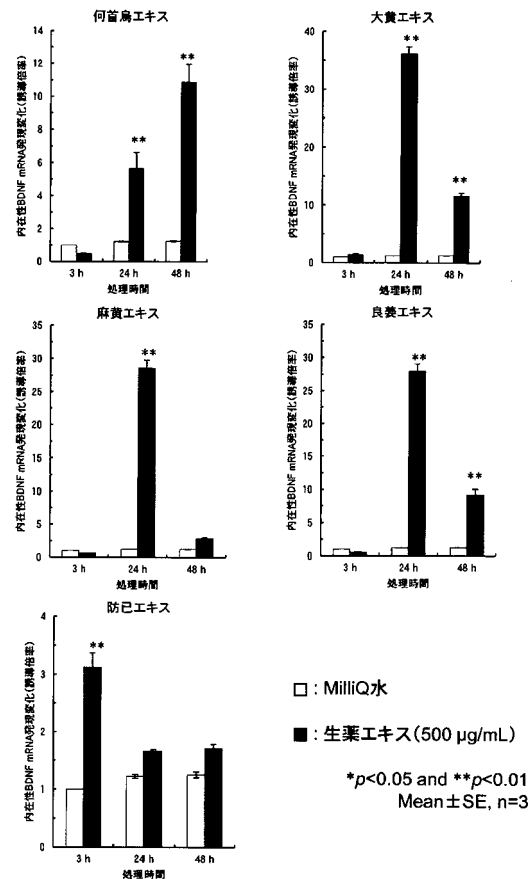 何首烏エキス
内在性BDNF mRNA発現変化(誘導倍率)
14
12
10
8
6
4
2
0
**
**
3 h 24 h 48 h
処理時間
大黄エキス
内在性BDNF mRNA発現変化(誘導倍率)
40
30
20
10
0
**
**
3 h 24 h 48 h
処理時間
麻黄エキス
内在性BDNF mRNA発現変化(誘導倍率)
35
30
25
20
15
10
5
0
**
3 h 24 h 48 h
処理時間
良姜エキス
内在性BDNF mRNA発現変化(誘導倍率)
35
30
25
20
15
10
5
0
**
**
3 h 24 h 48 h
処理時間
防已エキス
内在性BDNF mRNA発現変化(誘導倍率)
4
3
2
1
0
**
3 h 24 h 48 h
処理時間
□ : MilliQ水
■ : 生薬エキス(500 µg/mL)
*p<0.05 and **p<0.01
Mean±SE, n=3